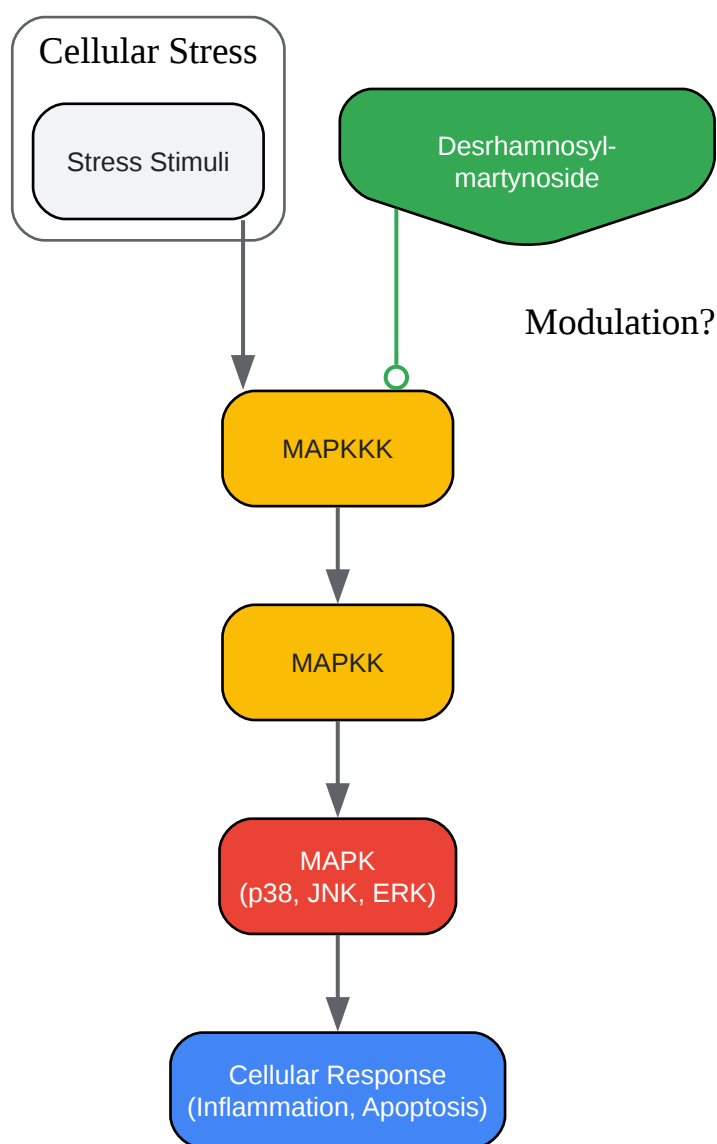 Cellular Stress
Stress Stimuli
Desrhamnosyl-
martynoside
Modulation?
MAPKKK
MAPKK
MAPK
(p38, JNK, ERK)
Cellular Response
(Inflammation, Apoptosis)